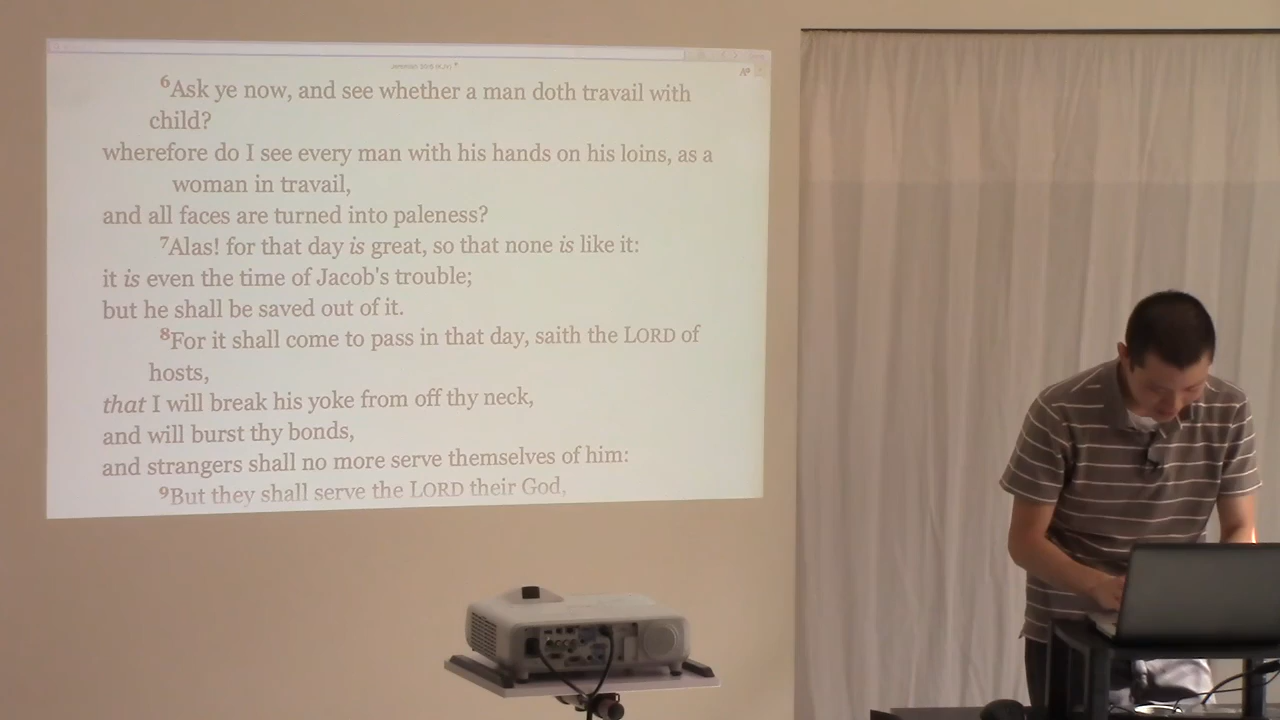 Jeremiah 30:6 (KJV)
6Ask ye now, and see whether a man doth travail with
child?
wherefore do I see every man with his hands on his loins, as a
woman in travail,
and all faces are turned into paleness?
7Alas! for that day is great, so that none is like it:
it is even the time of Jacob's trouble;
but he shall be saved out of it.
8For it shall come to pass in that day, saith the LORD of
hosts,
that I will break his yoke from off thy neck,
and will burst thy bonds,
and strangers shall no more serve themselves of him:
9But they shall serve the LORD their God,